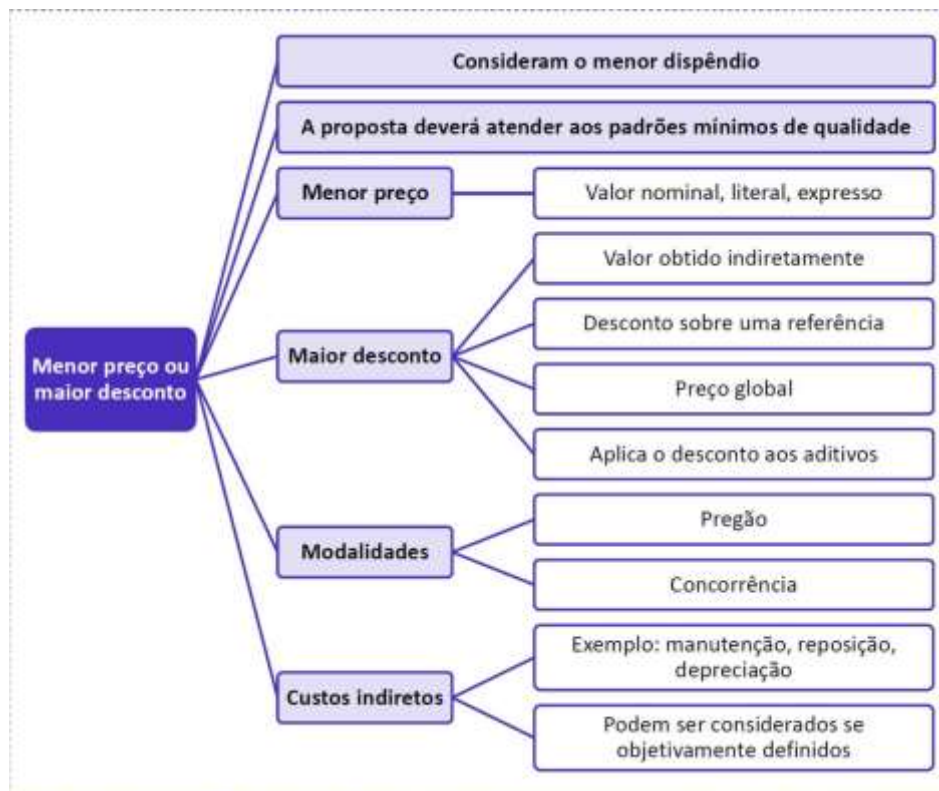 Consideram o menor dispêndio
A proposta deverá atender aos padrões mínimos de qualidade
Menor preço
Valor nominal, literal, expresso
Valor obtido indiretamente
Desconto sobre uma referência
Menor preço ou
maior desconto
Maior desconto
Preço global
Aplica o desconto aos aditivos
Modalidades
Pregão
Concorrência
Custos indiretos
Exemplo: manutenção, reposição,
depreciação
Podem ser considerados se
objetivamente definidos